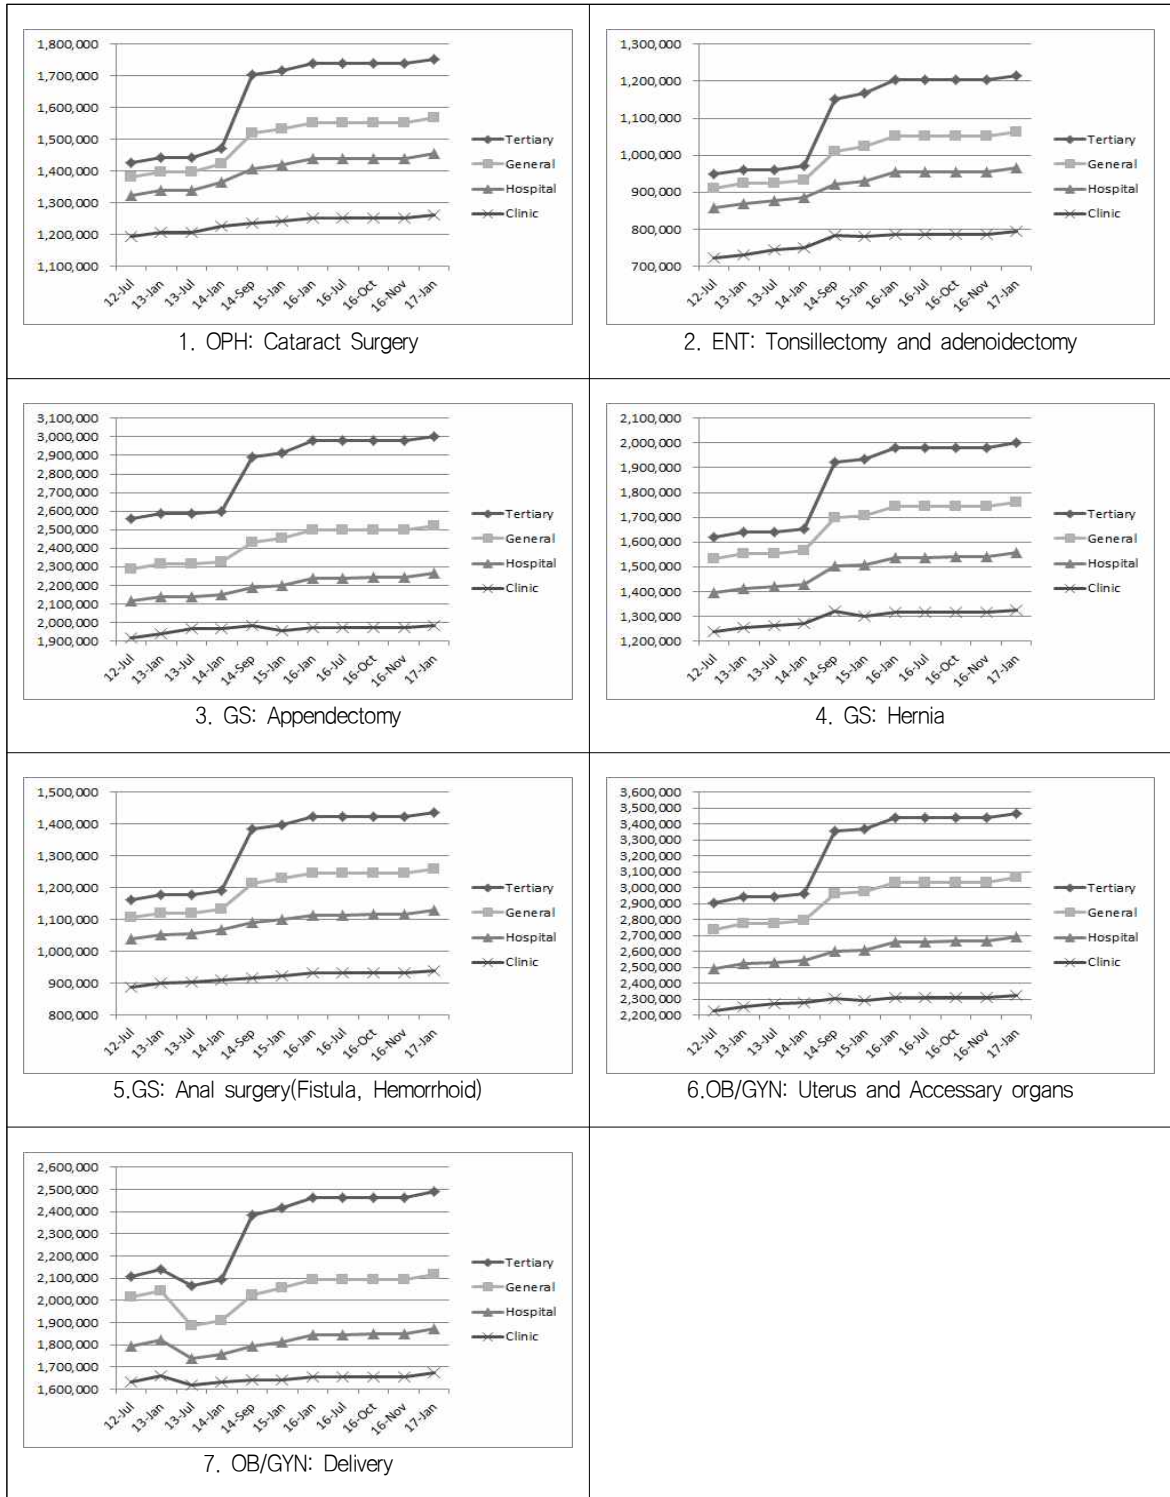 1,800,000
1,700,000
1,600,000
1,500,000
1,400,000
1,300,000
1,200,000
1,100,000
12-Jul 13-Jan 13-Jul 14-Jan 14-Sep 15-Jan 16-Jan 16-Jul 16-Oct 16-Nov 17-Jan
Tertiary
General
Hospital
Clinic
1. OPH: Cataract Surgery
1,300,000
1,200,000
1,100,000
1,000,000
900,000
800,000
700,000
12-Jul 13-Jan 13-Jul 14-Jan 14-Sep 15-Jan 16-Jan 16-Jul 16-Oct 16-Nov 17-Jan
Tertiary
General
Hospital
Clinic
2. ENT: Tonsillectomy and adenoidectomy
3,100,000
3,000,000
2,900,000
2,800,000
2,700,000
2,600,000
2,500,000
2,400,000
2,300,000
2,200,000
2,100,000
2,000,000
1,900,000
12-Jul 13-Jan 13-Jul 14-Jan 14-Sep 15-Jan 16-Jan 16-Jul 16-Oct 16-Nov 17-Jan
Tertiary
General
Hospital
Clinic
3. GS: Appendectomy
2,100,000
2,000,000
1,900,000
1,800,000
1,700,000
1,600,000
1,500,000
1,400,000
1,300,000
1,200,000
12-Jul 13-Jan 13-Jul 14-Jan 14-Sep 15-Jan 16-Jan 16-Jul 16-Oct 16-Nov 17-Jan
Tertiary
General
Hospital
Clinic
4. GS: Hernia
1,500,000
1,400,000
1,300,000
1,200,000
1,100,000
1,000,000
900,000
800,000
12-Jul 13-Jan 13-Jul 14-Jan 14-Sep 15-Jan 16-Jan 16-Jul 16-Oct 16-Nov 17-Jan
Tertiary
General
Hospital
Clinic
5.GS: Anal surgery(Fistula, Hemorrhoid)
3,600,000
3,500,000
3,400,000
3,300,000
3,200,000
3,100,000
3,000,000
2,900,000
2,800,000
2,700,000
2,600,000
2,500,000
2,400,000
2,300,000
2,200,000
12-Jul 13-Jan 13-Jul 14-Jan 14-Sep 15-Jan 16-Jan 16-Jul 16-Oct 16-Nov 17-Jan
Tertiary
General
Hospital
Clinic
6.OB/GYN: Uterus and Accessary organs
2,600,000
2,500,000
2,400,000
2,300,000
2,200,000
2,100,000
2,000,000
1,900,000
1,800,000
1,700,000
1,600,000
12-Jul 13-Jan 13-Jul 14-Jan 14-Sep 15-Jan 16-Jan 16-Jul 16-Oct 16-Nov 17-Jan
Tertiary
General
Hospital
Clinic
7. OB/GYN: Delivery